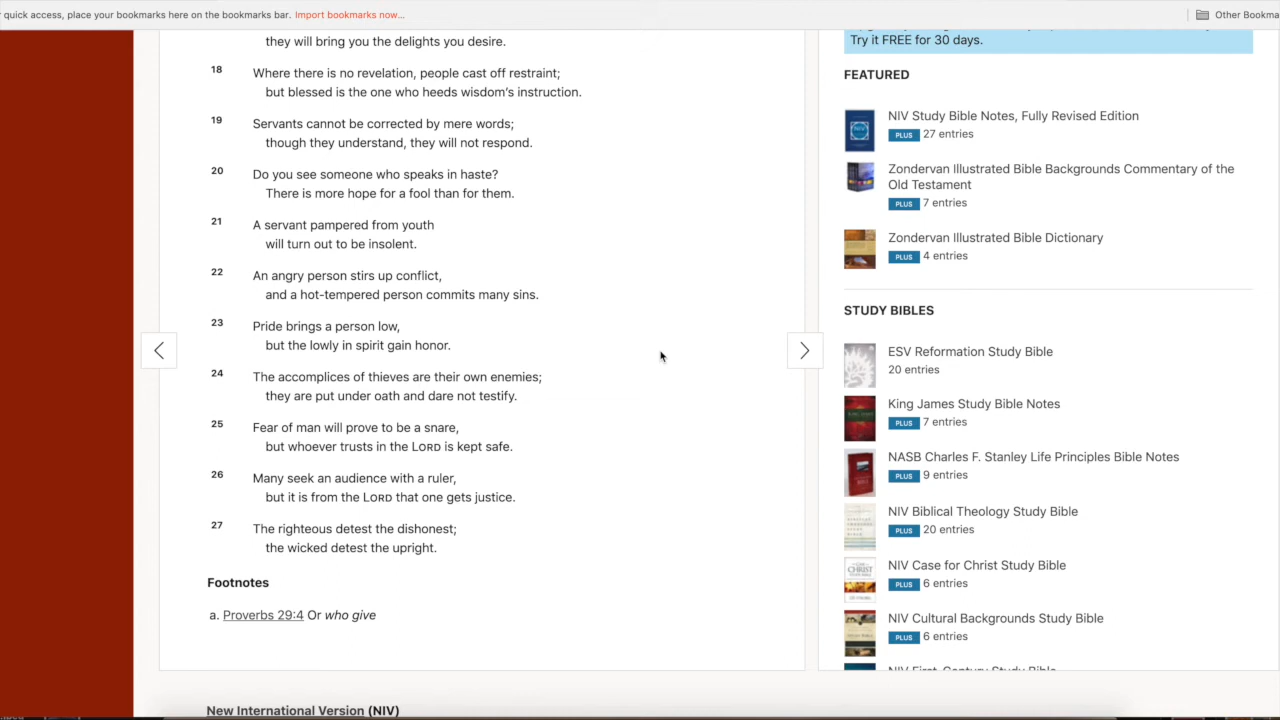 quick access, place your bookmarks here on the bookmarks bar. Import bookmarks now...
Other Bookma
they will bring you the delights you desire.
18 Where there is no revelation, people cast off restraint;
but blessed is the one who heeds wisdom’s instruction.
19 Servants cannot be corrected by mere words;
though they understand, they will not respond.
20 Do you see someone who speaks in haste?
There is more hope for a fool than for them.
21 A servant pampered from youth
will turn out to be insolent.
22 An angry person stirs up conflict,
and a hot-tempered person commits many sins.
23 Pride brings a person low,
but the lowly in spirit gain honor.
24 The accomplices of thieves are their own enemies;
they are put under oath and dare not testify.
25 Fear of man will prove to be a snare,
but whoever trusts in the LORD is kept safe.
26 Many seek an audience with a ruler,
but it is from the LORD that one gets justice.
27 The righteous detest the dishonest;
the wicked detest the upright.
Footnotes
a. Proverbs 29:4 Or who give
New International Version (NIV)
Try it FREE for 30 days.
FEATURED
NIV Study Bible Notes, Fully Revised Edition
PLUS 27 entries
Zondervan Illustrated Bible Backgrounds Commentary of the
Old Testament
PLUS 7 entries
Zondervan Illustrated Bible Dictionary
PLUS 4 entries
STUDY BIBLES
ESV Reformation Study Bible
20 entries
King James Study Bible Notes
PLUS 7 entries
NASB Charles F. Stanley Life Principles Bible Notes
PLUS 9 entries
NIV Biblical Theology Study Bible
PLUS 20 entries
NIV Case for Christ Study Bible
PLUS 6 entries
NIV Cultural Backgrounds Study Bible
PLUS 6 entries
NIV First-Century Study Bible